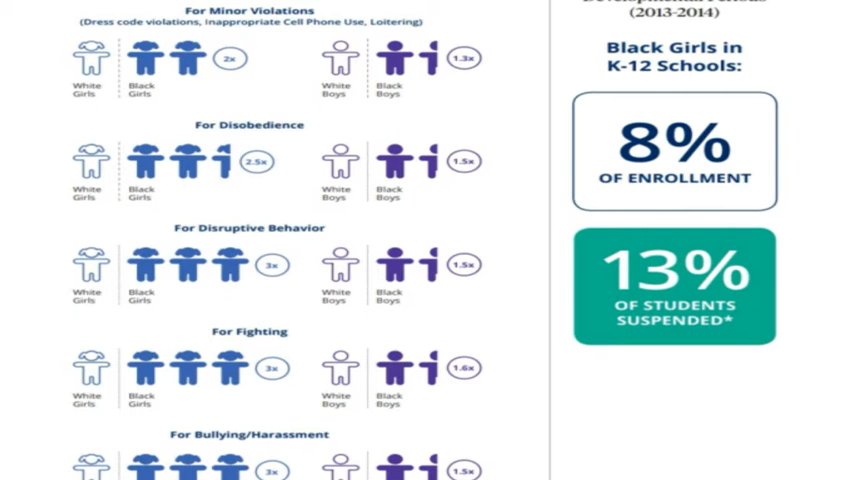 For Minor Violations
(Dress code violations, Inappropriate Cell Phone Use, Loitering)
2x
1.3x
White
Girls
Black
Girls
White
Boys
Black
Boys
For Disobedience
2.5x
1.5x
White
Girls
Black
Girls
White
Boys
Black
Boys
For Disruptive Behavior
3x
1.5x
White
Girls
Black
Girls
White
Boys
Black
Boys
For Fighting
3x
1.6x
White
Girls
Black
Girls
White
Boys
Black
Boys
For Bullying/Harassment
3x
1.5x
(2013-2014)
Black Girls in
K-12 Schools:
8%
OF ENROLLMENT
13%
OF STUDENTS
SUSPENDED*